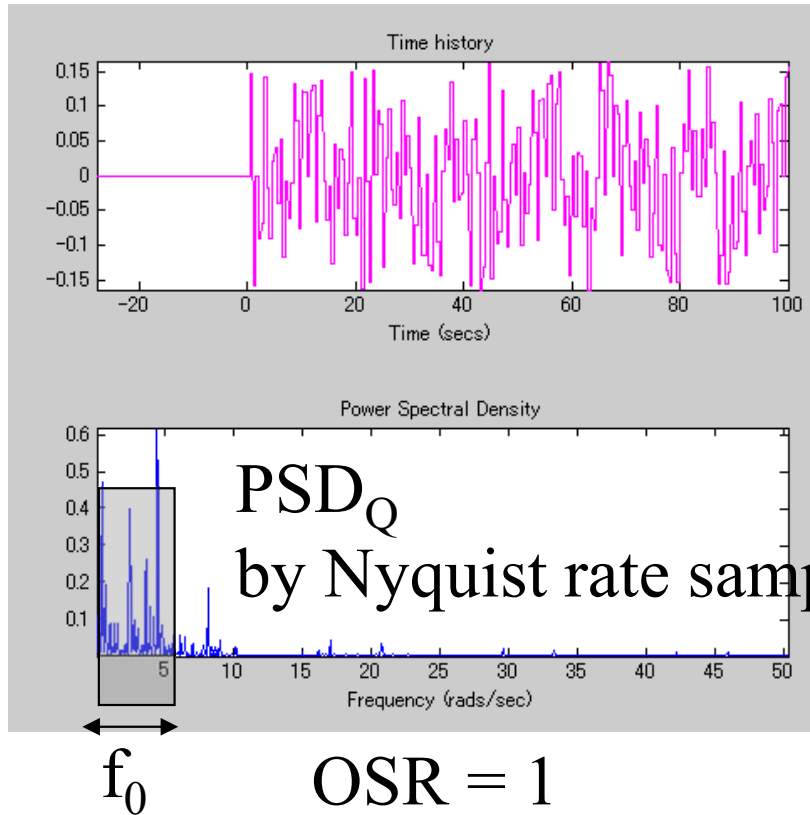 Time history
0.15
0.1
0.05
0
−0.05
−0.1
−0.15
−20 0 20 40 60 80 100
Time (secs)
Power Spectral Density
0.6
0.5
0.4
0.3
0.2
0.1
PSD_Q
by Nyquist rate samp
5 10 15 20 25 30 35 40 45 50
Frequency (rads/sec)
f_0 OSR = 1